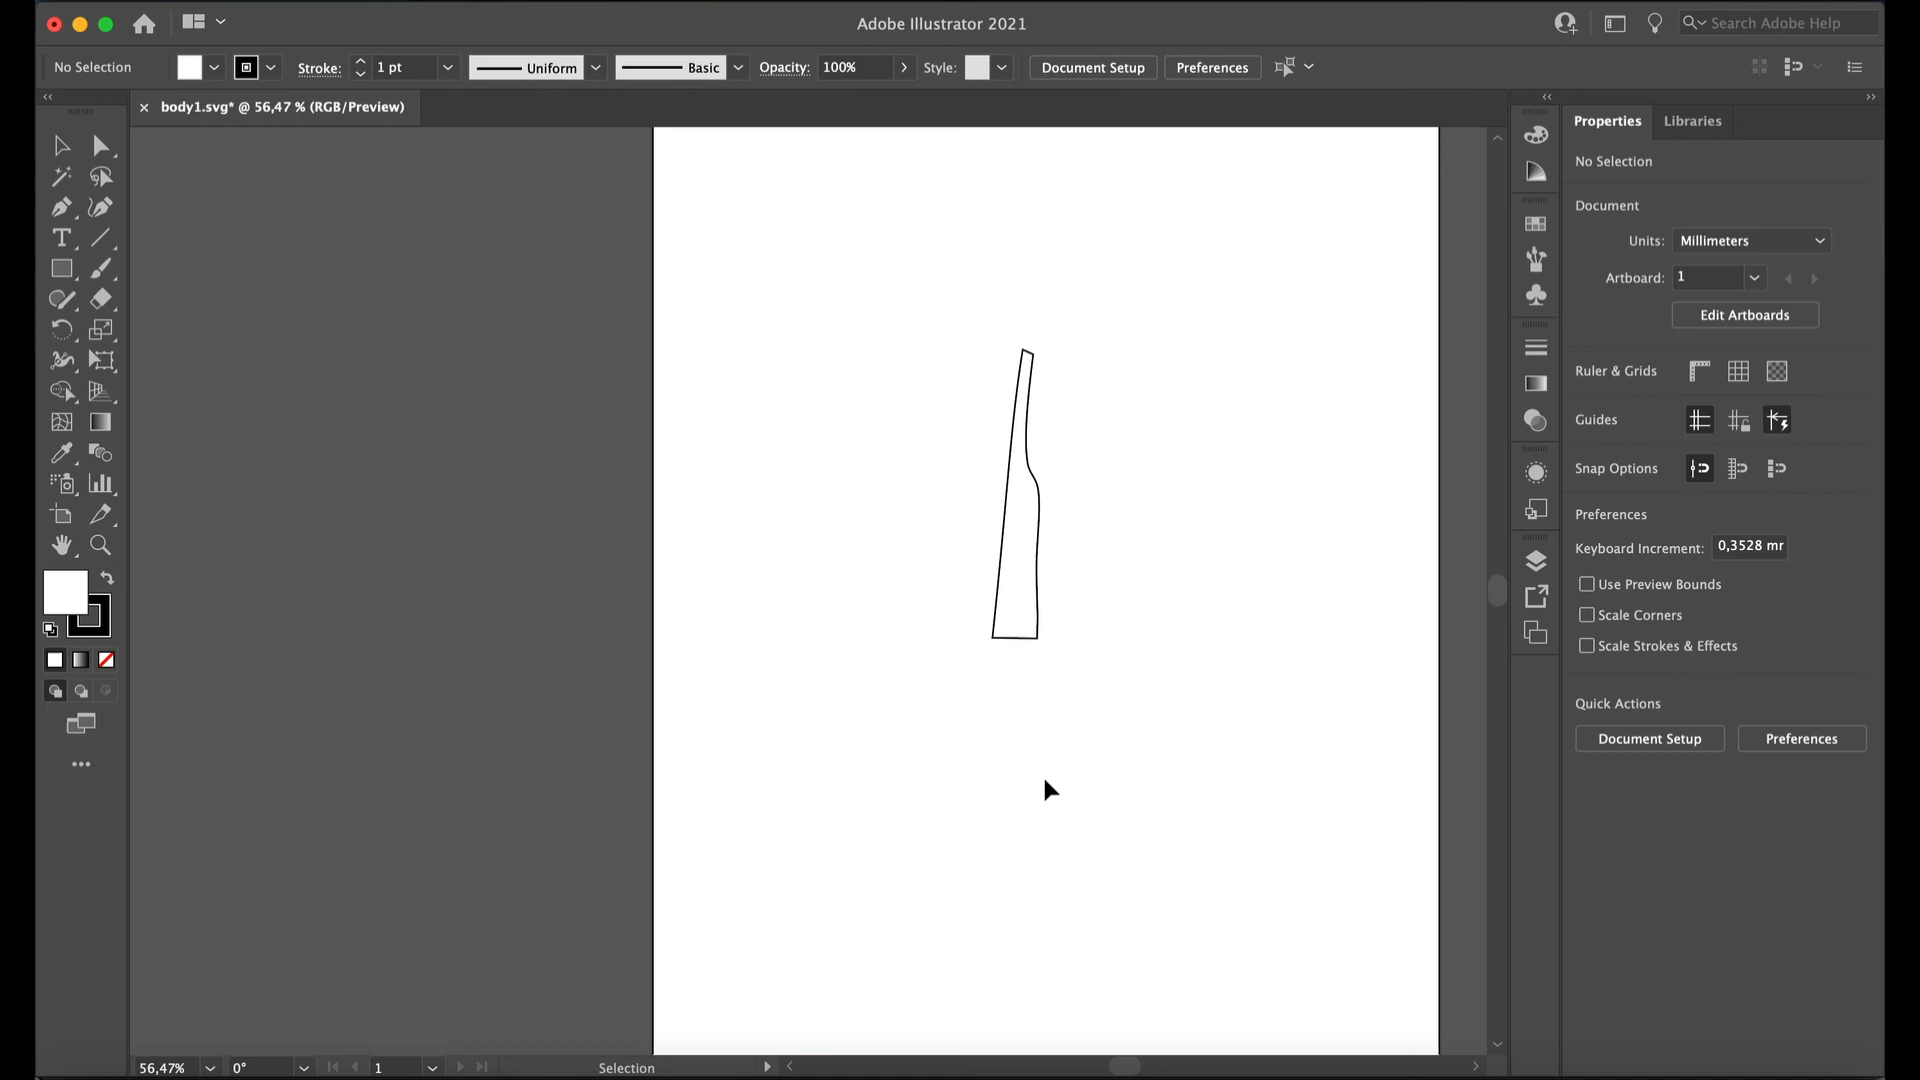 Adobe Illustrator 2021
Search Adobe Help
No Selection
Stroke:
1 pt
Uniform
Basic
Opacity:
100%
Style:
Document Setup
Preferences
body1.svg* @ 56,47 % (RGB/Preview)
Properties
Libraries
No Selection
Document
Units:
Millimeters
Artboard:
1
Edit Artboards
Ruler & Grids
Guides
Snap Options
Preferences
Keyboard Increment:
0,3528 mr
Use Preview Bounds
Scale Corners
Scale Strokes & Effects
Quick Actions
Document Setup
Preferences
56,47%
0°
1
Selection